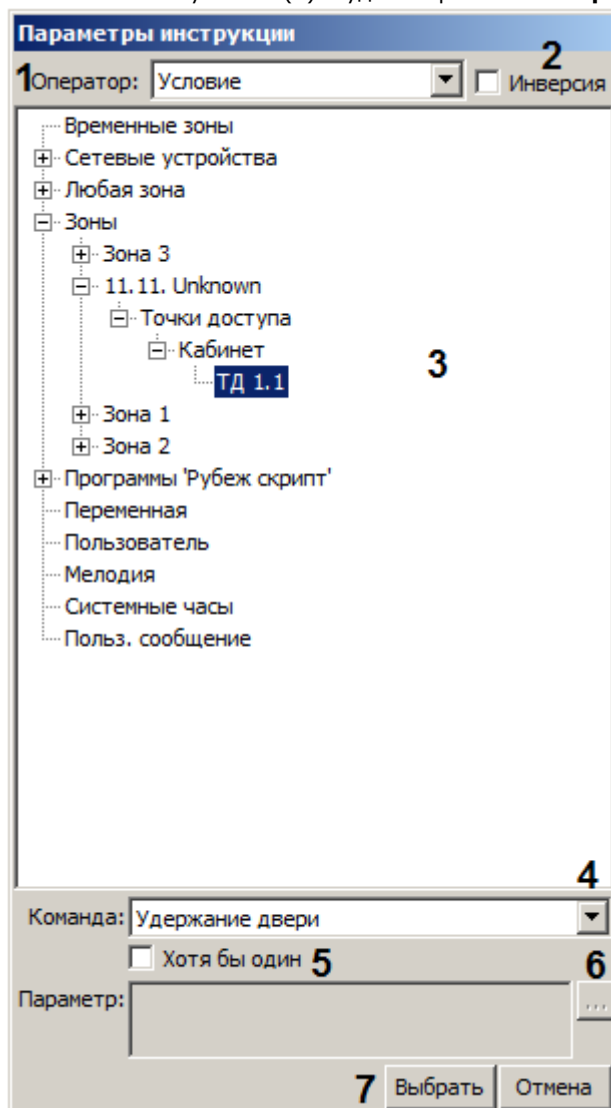 Параметры инструкции
2
1 Оператор: Условие Инверсия
Временные зоны
Сетевые устройства
Любая зона
Зоны
Зона 3
11.11. Unknown
Точки доступа
Кабинет
3
ТД 1.1
Зона 1
Зона 2
Программы 'Рубеж скрипт'
Переменная
Пользователь
Мелодия
Системные часы
Польз. сообщение
4
Команда: Удержание двери
Хотя бы один 5
6
Параметр: ...
7 Выбрать Отмена